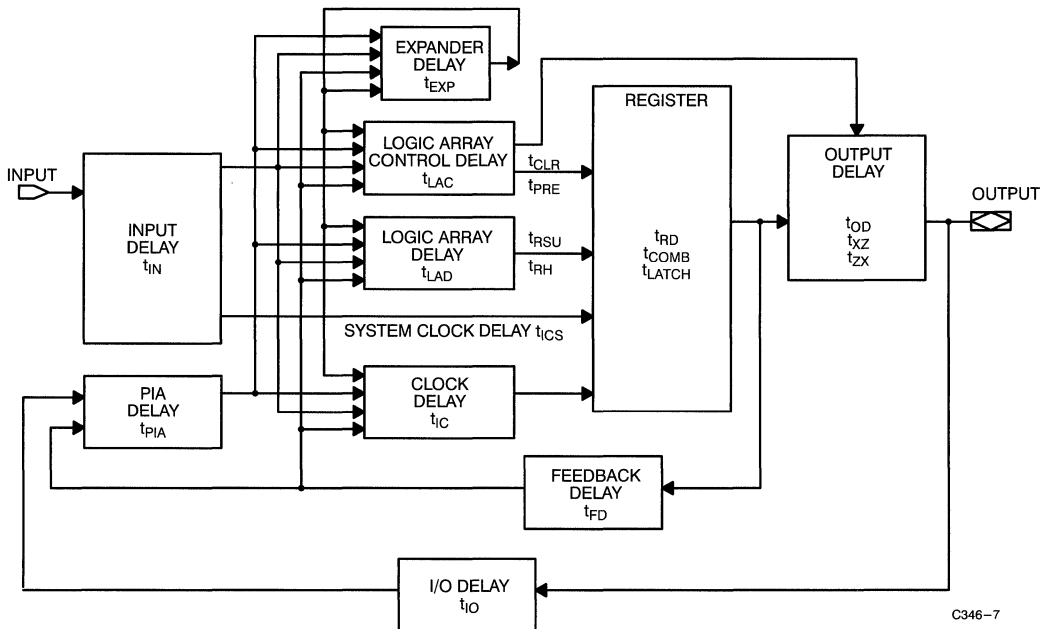 EXPANDER
DELAY
tEXP
REGISTER
LOGIC ARRAY
CONTROL DELAY
tLAC
tCLR
tPRE
OUTPUT
DELAY
tOD
tXZ
tZX
INPUT
OUTPUT
INPUT
DELAY
tIN
LOGIC ARRAY
DELAY
tLAD
tRSU
tRH
tRD
tCOMB
tLATCH
SYSTEM CLOCK DELAY tICS
PIA
DELAY
tPIA
CLOCK
DELAY
tIC
FEEDBACK
DELAY
tFD
I/O DELAY
tIO
C346–7